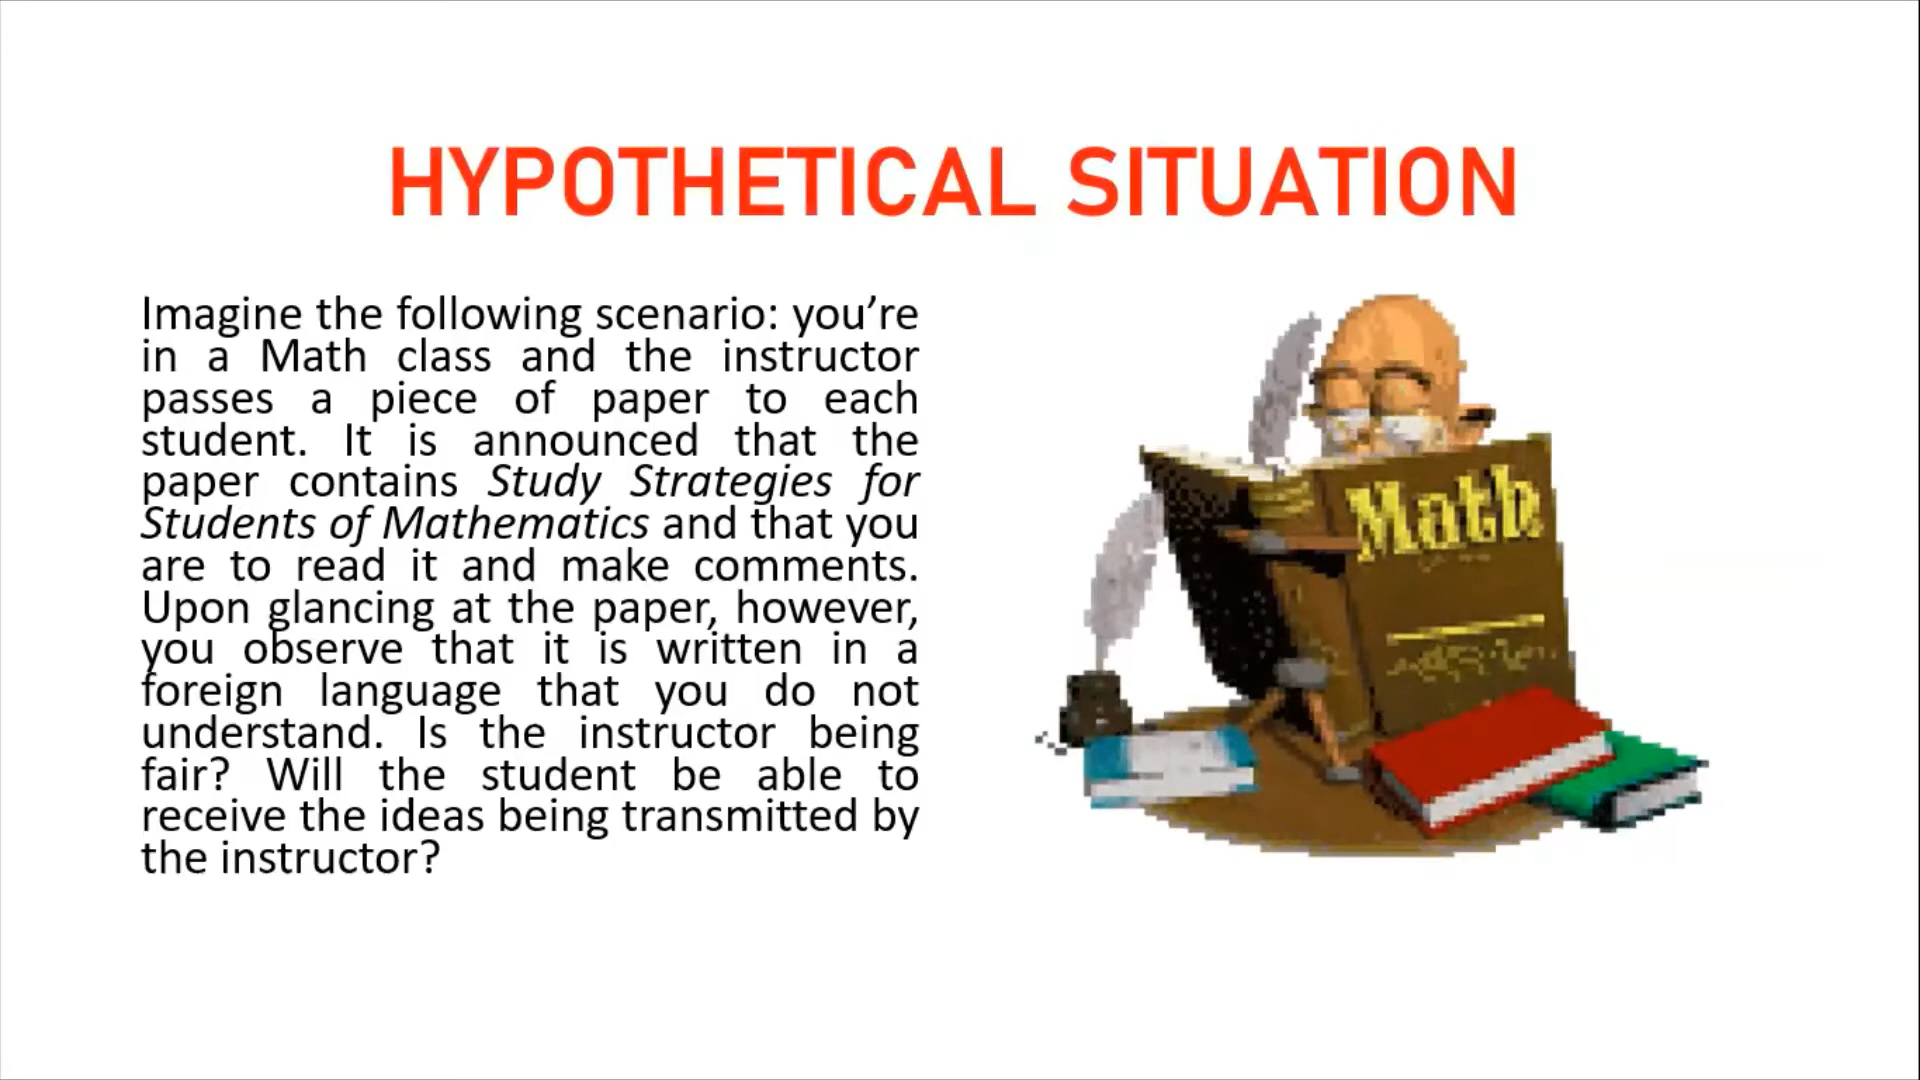 HYPOTHETICAL SITUATION
Imagine the following scenario: you’re
in a Math class and the instructor
passes a piece of paper to each
student. It is announced that the
paper contains Study Strategies for
Students of Mathematics and that you
are to read it and make comments.
Upon glancing at the paper, however,
you observe that it is written in a
foreign language that you do not
understand. Is the instructor being
fair? Will the student be able to
receive the ideas being transmitted by
the instructor?
Math